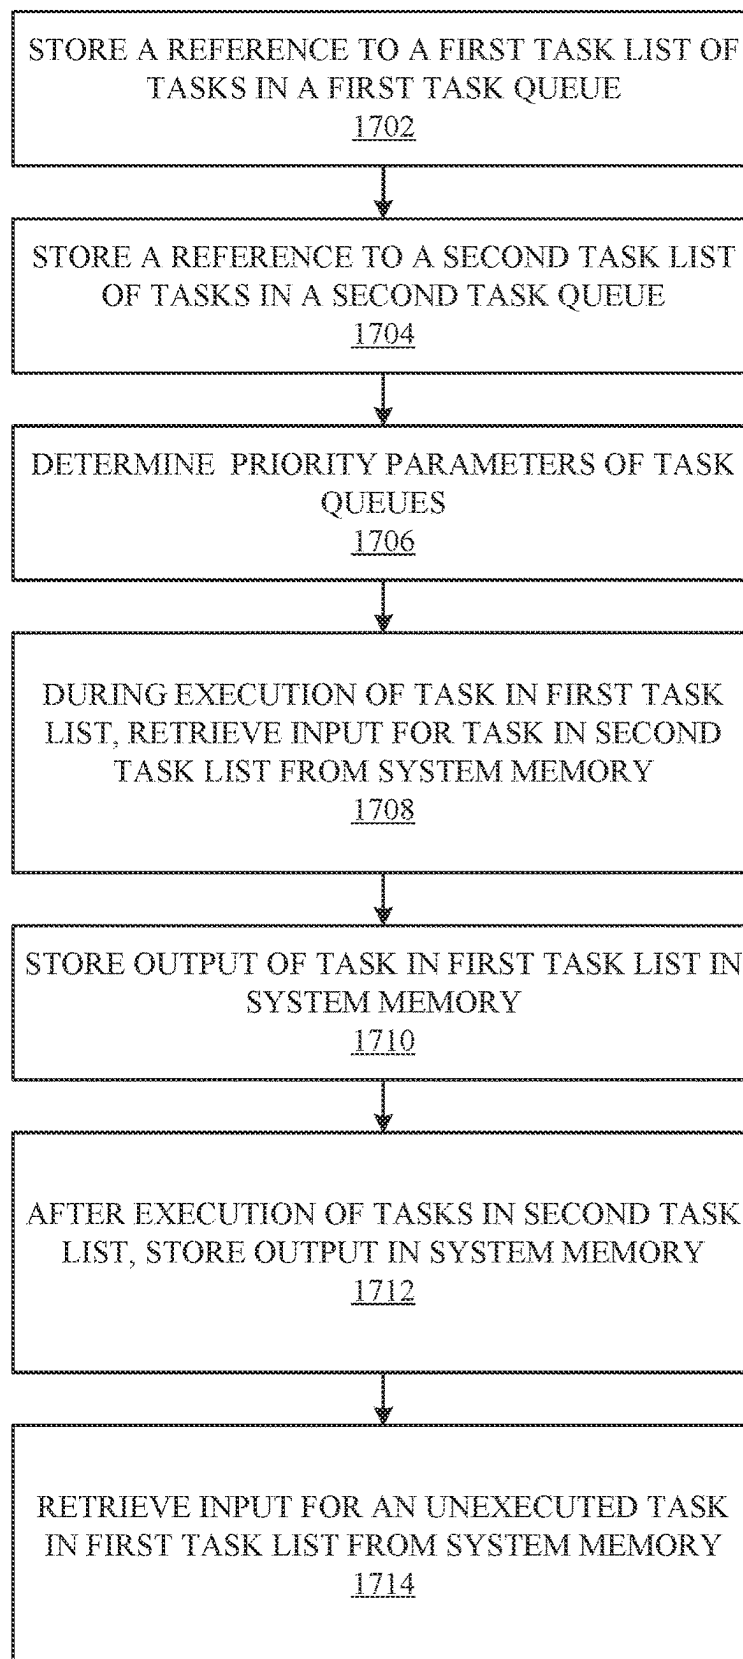 STORE A REFERENCE TO A FIRST TASK LIST OF
TASKS IN A FIRST TASK QUEUE
1702
STORE A REFERENCE TO A SECOND TASK LIST
OF TASKS IN A SECOND TASK QUEUE
1704
DETERMINE PRIORITY PARAMETERS OF TASK
QUEUES
1706
DURING EXECUTION OF TASK IN FIRST TASK
LIST, RETRIEVE INPUT FOR TASK IN SECOND
TASK LIST FROM SYSTEM MEMORY
1708
STORE OUTPUT OF TASK IN FIRST TASK LIST IN
SYSTEM MEMORY
1710
AFTER EXECUTION OF TASKS IN SECOND TASK
LIST, STORE OUTPUT IN SYSTEM MEMORY
1712
RETRIEVE INPUT FOR AN UNEXECUTED TASK
IN FIRST TASK LIST FROM SYSTEM MEMORY
1714